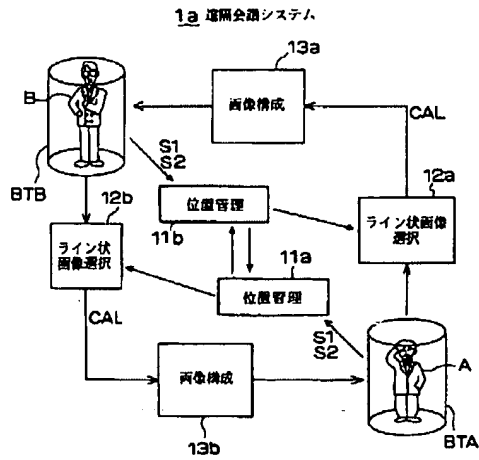 1a 遠隔会議システム
13a
画像構成
CAL
B
BTB
S1
S2
12a
ライン状画像
選択
12b
ライン状
画像選択
位置管理
11b
11a
位置管理
CAL
S1
S2
画像構成
13b
A
BTA